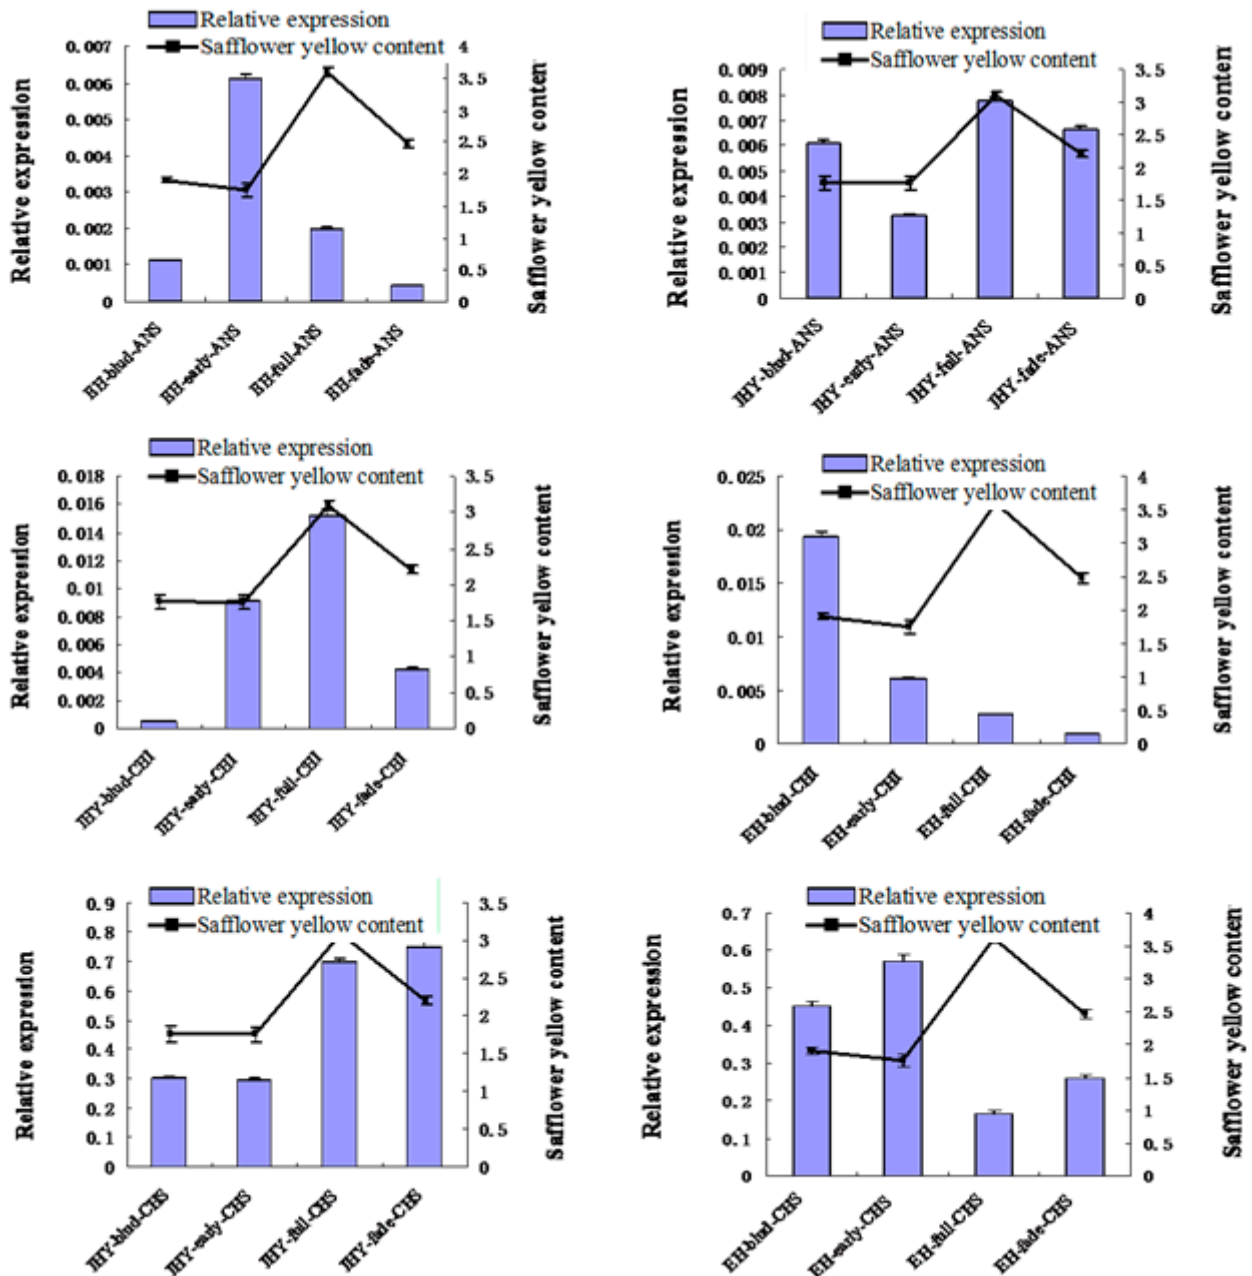 Relative expression
Safflower yellow content
0.007
0.006
0.005
0.004
0.003
0.002
0.001
0
4
3.5
3
2.5
2
1.5
1
0.5
0
Relative expression
Safflower yellow conten
EH-blud-ANS
EH-early-ANS
EH-full-ANS
EH-fade-ANS
Relative expression
Safflower yellow content
0.009
0.008
0.007
0.006
0.005
0.004
0.003
0.002
0.001
0
3.5
3
2.5
2
1.5
1
0.5
0
Relative expression
Safflower yellow conten
JHY-blud-ANS
JHY-early-ANS
JHY-full-ANS
JHY-fade-ANS
Relative expression
Safflower yellow content
0.018
0.016
0.014
0.012
0.01
0.008
0.006
0.004
0.002
0
3.5
3
2.5
2
1.5
1
0.5
0
Relative expression
Safflower yellow content
JHY-blud-CHI
JHY-early-CHI
JHY-full-CHI
JHY-fade-CHI
Relative expression
Safflower yellow content
0.025
0.02
0.015
0.01
0.005
0
4
3.5
3
2.5
2
1.5
1
0.5
0
Relative expression
Safflower yellow content
EH-blud-CHI
EH-early-CHI
EH-full-CHI
EH-fade-CHI
Relative expression
Safflower yellow content
0.9
0.8
0.7
0.6
0.5
0.4
0.3
0.2
0.1
0
3.5
3
2.5
2
1.5
1
0.5
0
Relative expression
Safflower yellow content
JHY-blud-CHS
JHY-early-CHS
JHY-full-CHS
JHY-fade-CHS
Relative expression
Safflower yellow content
0.7
0.6
0.5
0.4
0.3
0.2
0.1
0
4
3.5
3
2.5
2
1.5
1
0.5
0
Relative expression
Safflower yellow conten
EH-blud-CHS
EH-early-CHS
EH-full-CHS
EH-fade-CHS